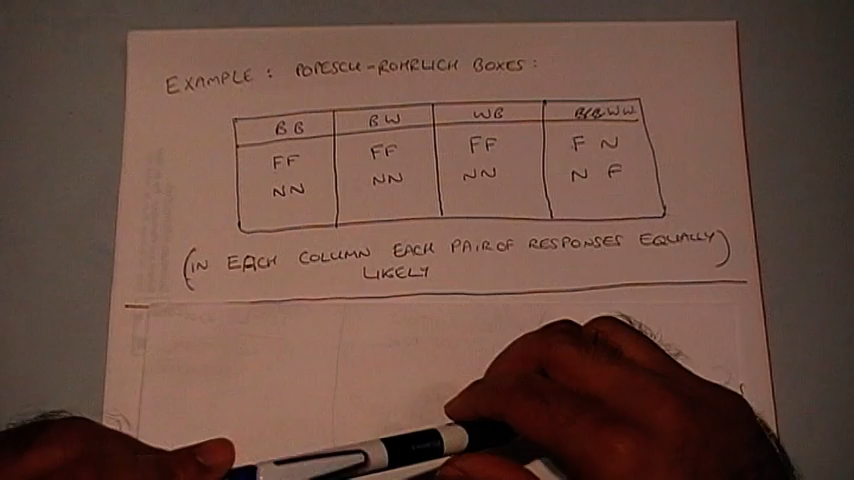 EXAMPLE: POPESCU-ROHRLICH BOXES:
BB BW WB WW
FF FF FF F N
NN NN NN N F
(IN EACH COLUMN EACH PAIR OF RESPONSES EQUALLY
LIKELY)